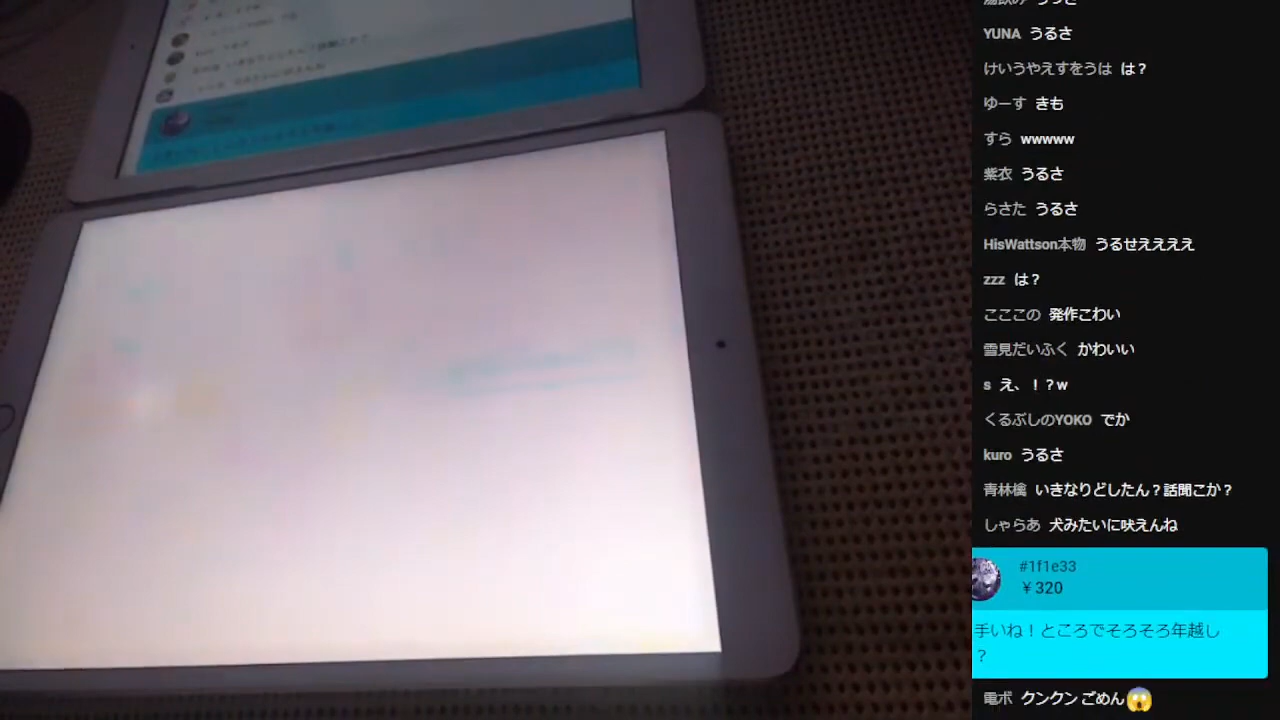 YUNA うるさ
けいうやえすをうは は？
ゆーす きも
すら wwwww
紫衣 うるさ
らさた うるさ
HisWattson本物 うるせええええ
zzz は？
こここの 発作こわい
雪見だいふく かわいい
s え、！？w
くるぶしのYOKO でか
kuro うるさ
青林檎 いきなりどしたん？話聞こか？
しゃらあ 犬みたいに吠えんね
#1f1e33
￥320
手いね！ところでそろそろ年越し
？
電ボ クンクン ごめん😱